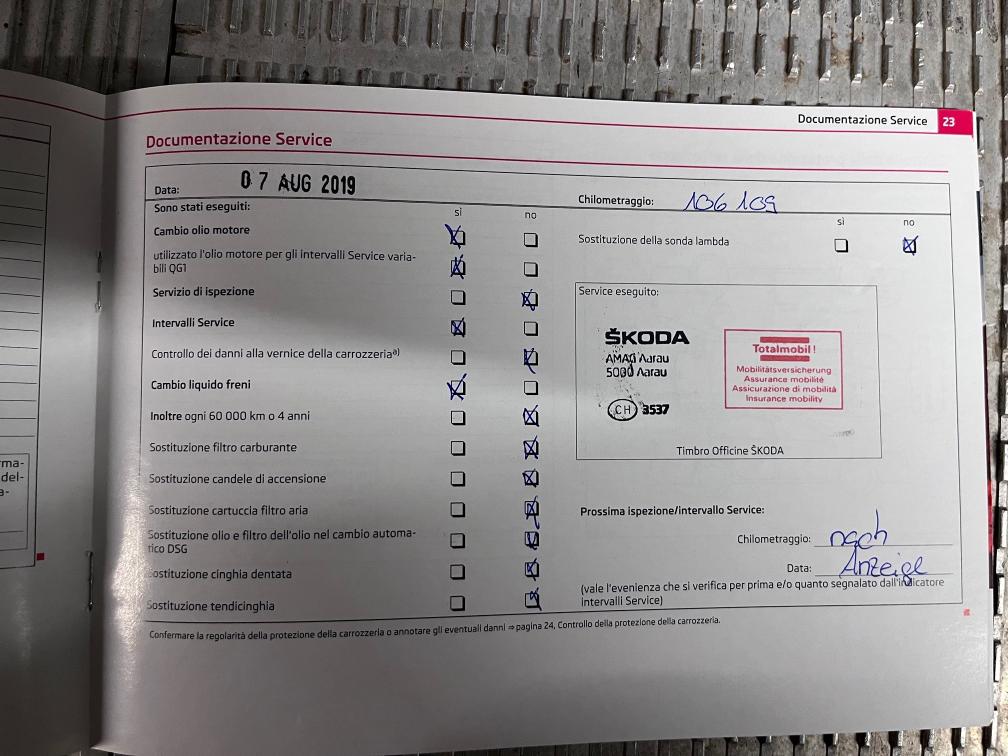 Documentazione Service 23
Documentazione Service
Data: 07 AUG 2019
Chilometraggio: 106 109
Sono stati eseguiti:
sì no
sì no
Cambio olio motore
Sostituzione della sonda lambda
utilizzato l'olio motore per gli intervalli Service varia-
bili QG1
Servizio di ispezione
Service eseguito:
Intervalli Service
ŠKODA
AMAG Aarau
5000 Aarau
CH 3537
Totalmobil!
Mobilitätsversicherung
Assurance mobilité
Assicurazione di mobilità
Insurance mobility
Timbro Officine ŠKODA
Controllo dei danni alla vernice della carrozzeriaa)
Cambio liquido freni
Inoltre ogni 60 000 km o 4 anni
Sostituzione filtro carburante
Sostituzione candele di accensione
Sostituzione cartuccia filtro aria
Sostituzione olio e filtro dell'olio nel cambio automa-
tico DSG
Sostituzione cinghia dentata
Sostituzione tendicinghia
Prossima ispezione/intervallo Service:
Chilometraggio: nach
Data: Anzeige
(vale l'evenienza che si verifica per prima e/o quanto segnalato dall'indicatore
intervalli Service)
Confermare la regolarità della protezione della carrozzeria o annotare gli eventuali danni ⇒ pagina 24, Controllo della protezione della carrozzeria.